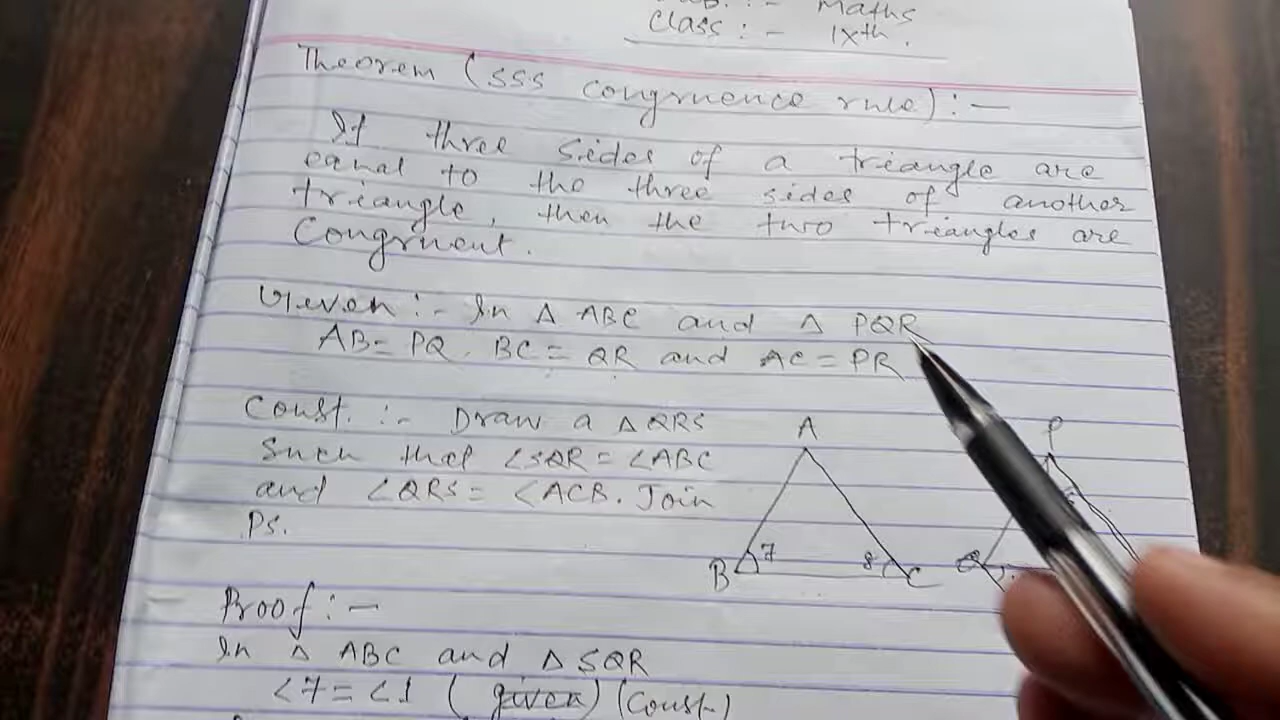 :- Maths
Class :- IXth.
Theorem (SSS congruence rule) :-
If three sides of a triangle are
equal to the three sides of another
triangle, then the two triangles are
Congruent.
Given :- In Δ ABC and Δ PQR
AB = PQ. BC = QR and AC = PR
Const. :- Draw a Δ QRS
Such that ∠SQR = ∠ABC
and ∠QRS = ∠ACB. Join
PS.
A P
B 7 8 C Q
Proof :-
In Δ ABC and Δ SQR
∠7 = ∠1 (given) (Const.)